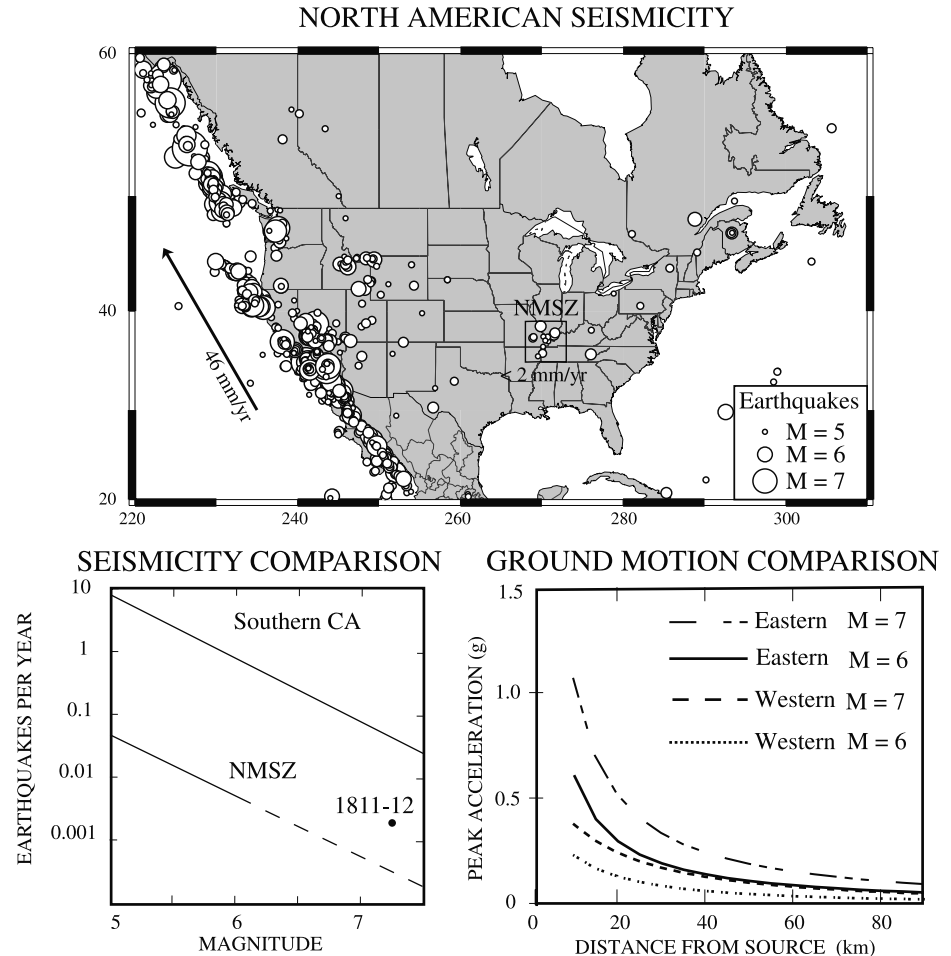 NORTH AMERICAN SEISMICITY
60
40
20
220
240
260
280
300
46 mm/yr
NMSZ
< 2 mm/yr
Earthquakes
M = 5
M = 6
M = 7
SEISMICITY COMPARISON
EARTHQUAKES PER YEAR
10
1
0.1
0.01
0.001
Southern CA
NMSZ
1811-12
5
6
7
MAGNITUDE
GROUND MOTION COMPARISON
PEAK ACCELERATION (g)
1.5
1.0
0.5
0
Eastern M = 7
Eastern M = 6
Western M = 7
Western M = 6
0
20
40
60
80
DISTANCE FROM SOURCE (km)